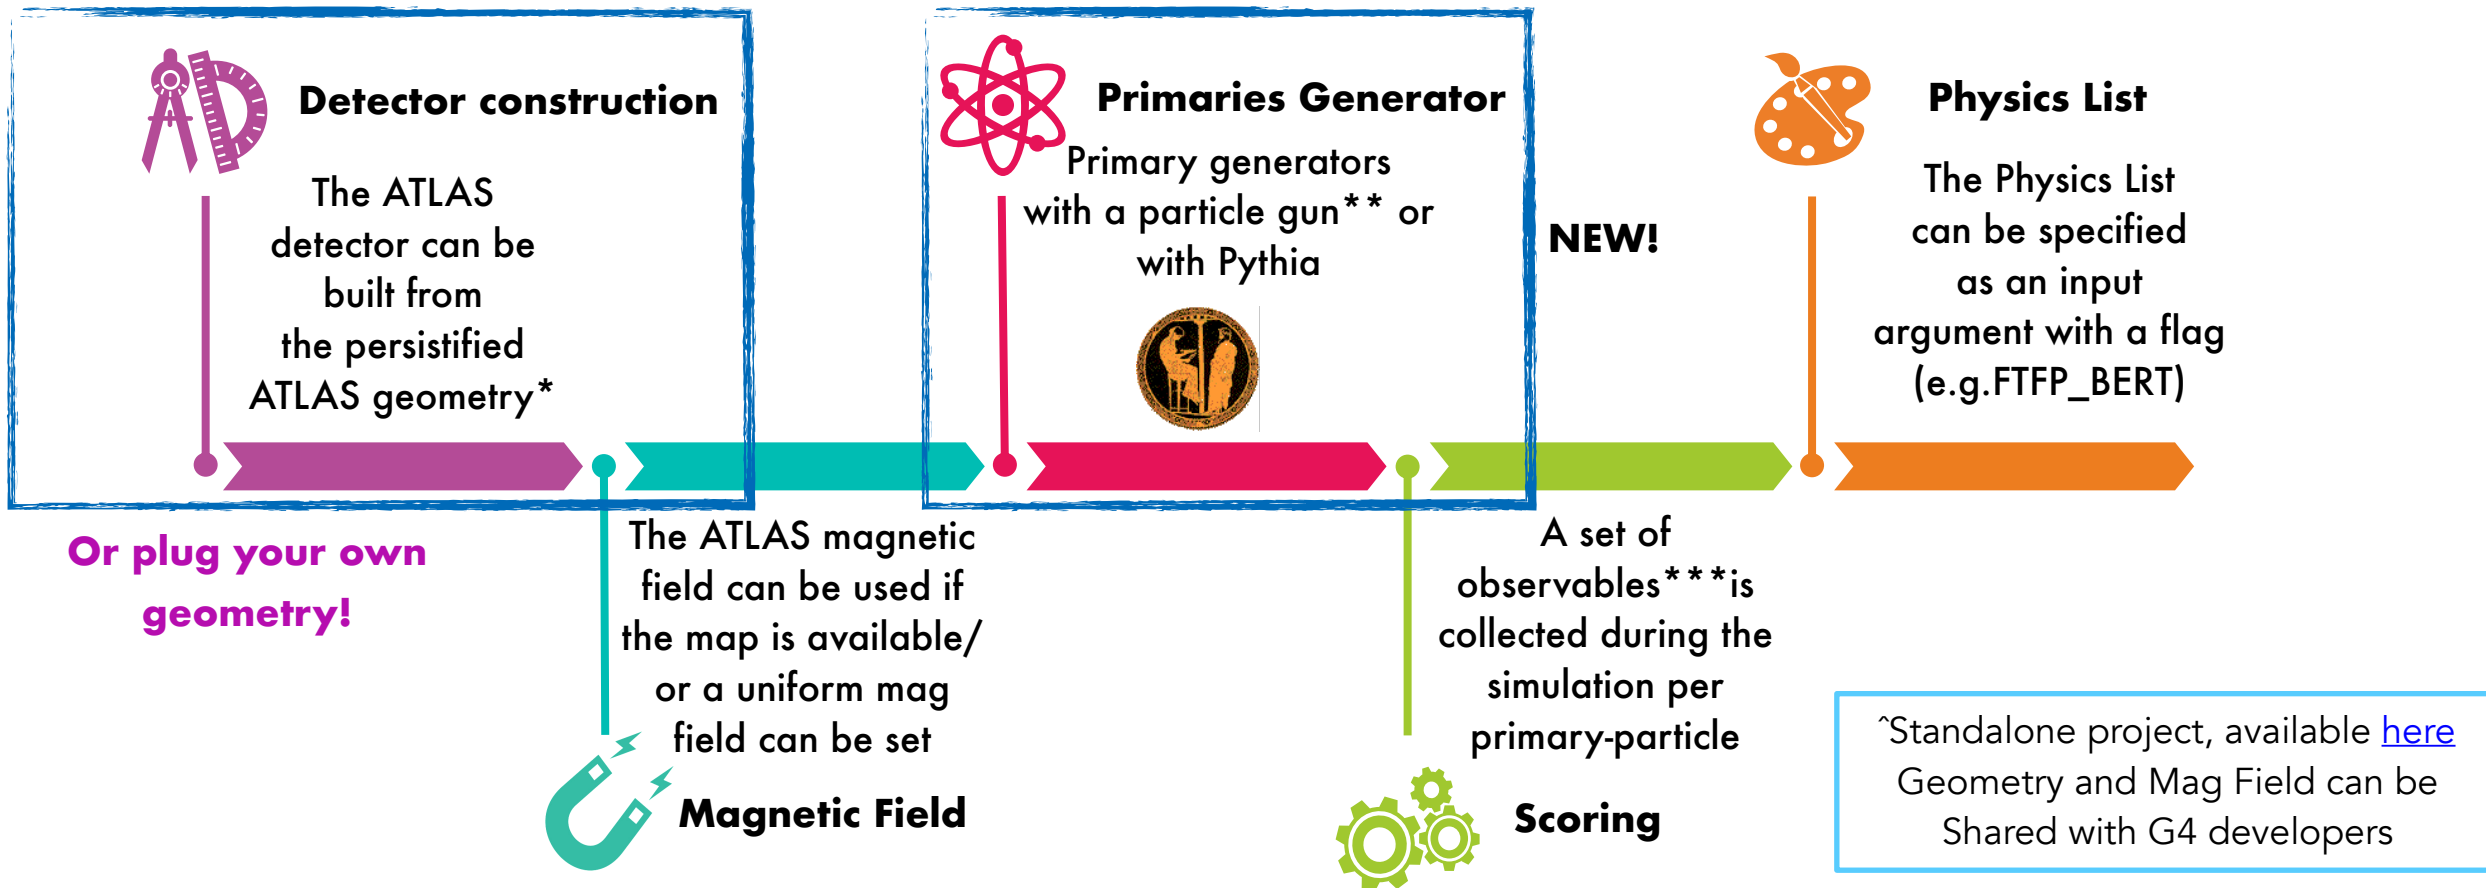 Detector construction
The ATLAS
detector can be
built from
the persistified
ATLAS geometry*
Or plug your own
geometry!
The ATLAS magnetic
field can be used if
the map is available/
or a uniform mag
field can be set
Magnetic Field
Primaries Generator
Primary generators
with a particle gun** or
with Pythia
NEW!
A set of
observables***is
collected during the
simulation per
primary-particle
Scoring
Physics List
The Physics List
can be specified
as an input
argument with a flag
(e.g.FTFP_BERT)
^Standalone project, available here
Geometry and Mag Field can be
Shared with G4 developers